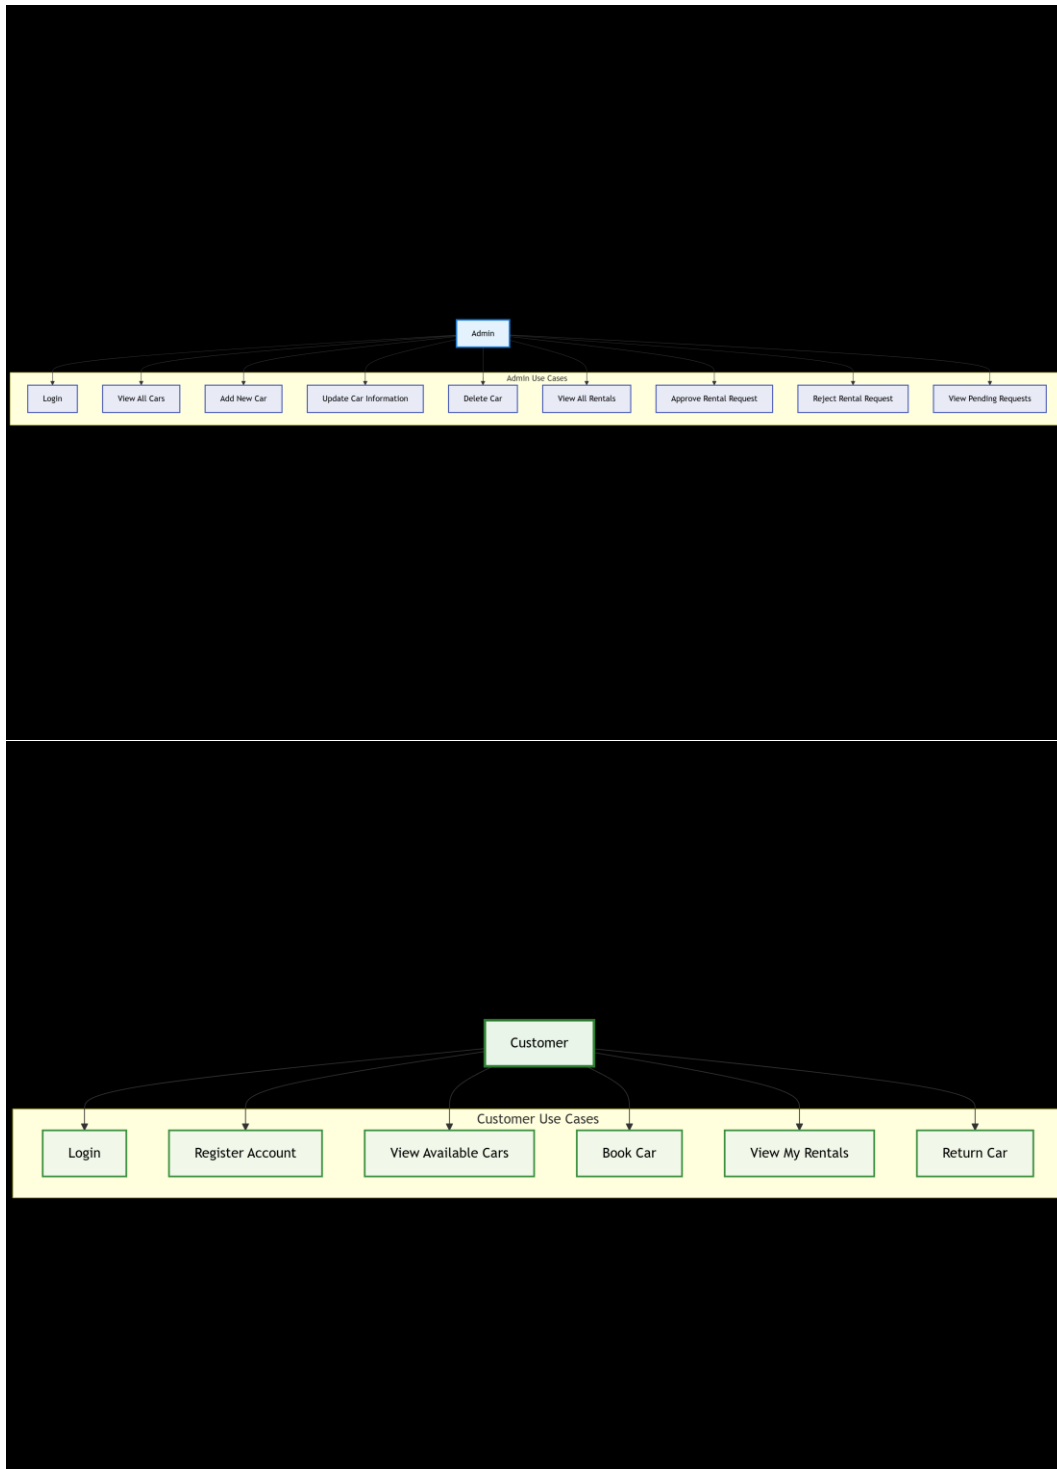 Admin
Admin Use Cases
Login
View All Cars
Add New Car
Update Car Information
Delete Car
View All Rentals
Approve Rental Request
Reject Rental Request
View Pending Requests
Customer
Customer Use Cases
Login
Register Account
View Available Cars
Book Car
View My Rentals
Return Car